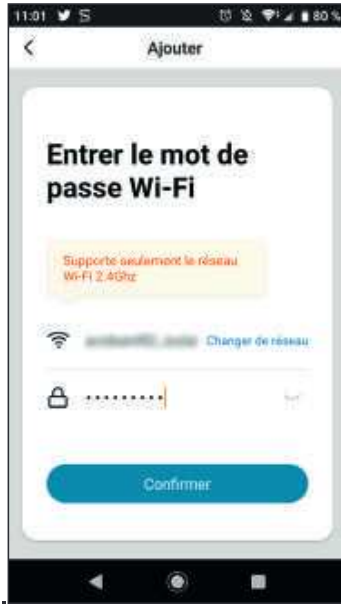 11:01 80 %
Ajouter
Entrer le mot de
passe Wi-Fi
Supporte seulement le réseau
Wi-Fi 2.4Ghz
Changer de réseau
•••••••••
Confirmer